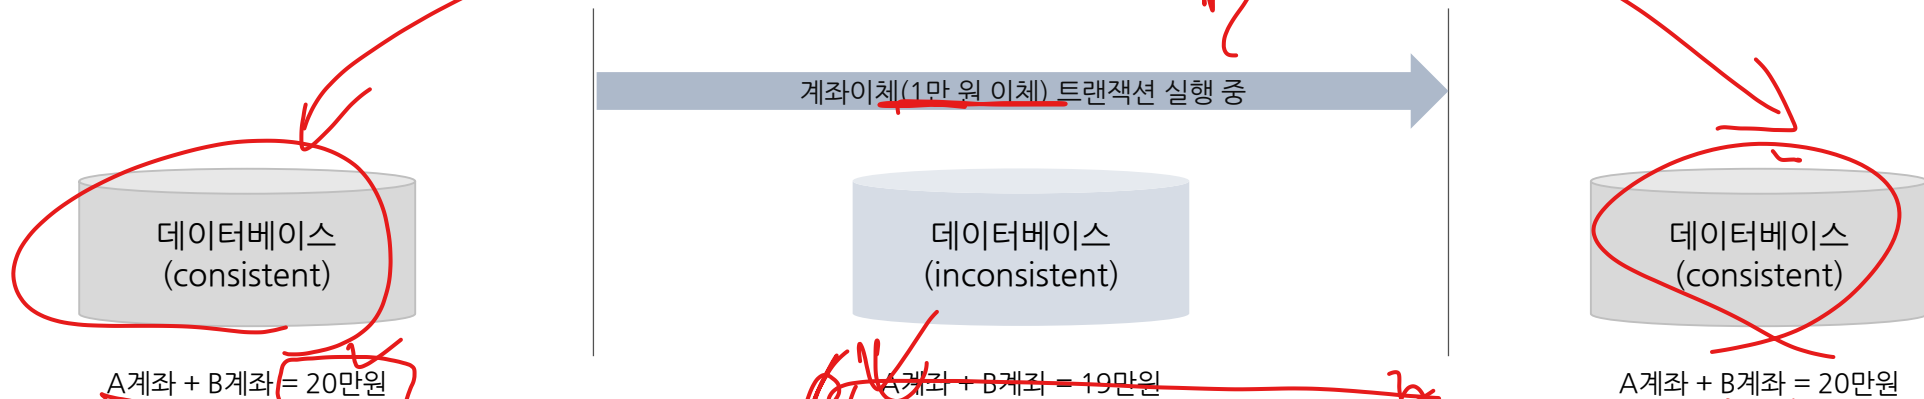 계좌이체(1만 원 이체) 트랜잭션 실행 중
데이터베이스
(consistent)
데이터베이스
(inconsistent)
데이터베이스
(consistent)
A계좌 + B계좌 = 20만원
A계좌 + B계좌 = 19만원
A계좌 + B계좌 = 20만원